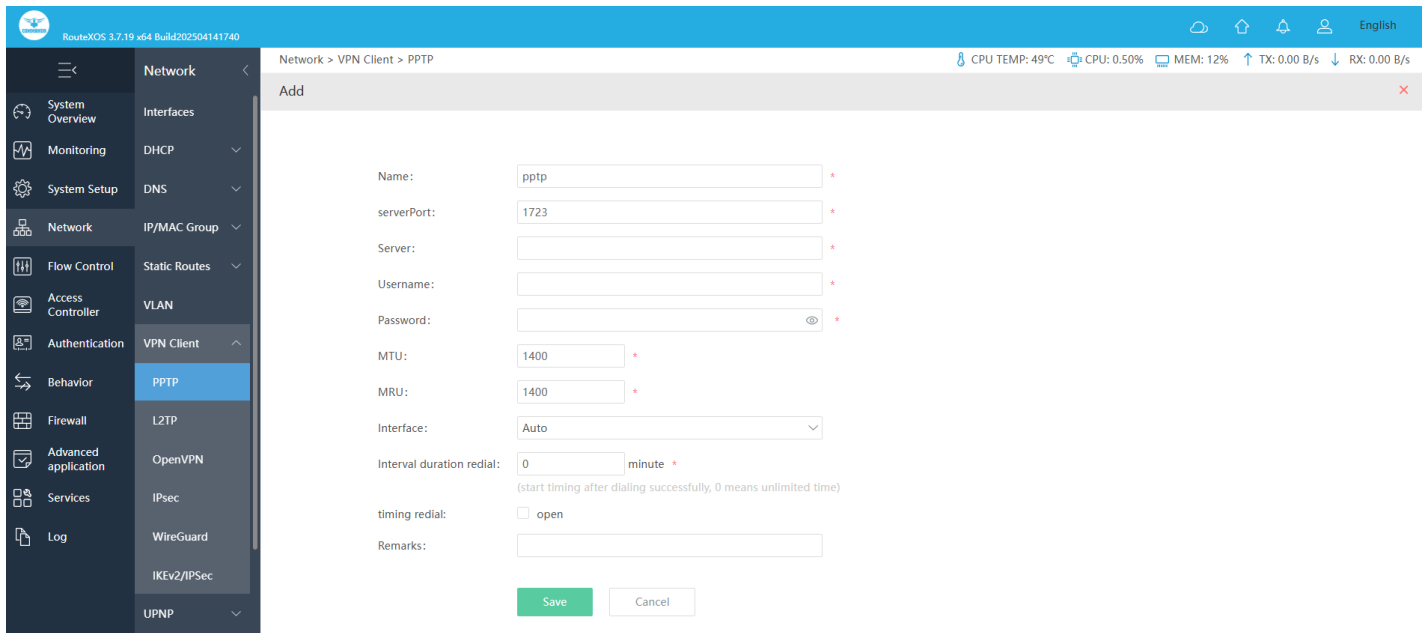 RouteXOS 3.7.19 x64 Build202504141740
English
Network
Network > VPN Client > PPTP
CPU TEMP: 49℃ CPU: 0.50% MEM: 12% TX: 0.00 B/s RX: 0.00 B/s
Add
System
Overview
Monitoring
System Setup
Network
Flow Control
Access
Controller
Authentication
Behavior
Firewall
Advanced
application
Services
Log
Interfaces
DHCP
DNS
IP/MAC Group
Static Routes
VLAN
VPN Client
PPTP
L2TP
OpenVPN
IPsec
WireGuard
IKEv2/IPSec
UPNP
Name: pptp *
serverPort: 1723 *
Server: *
Username: *
Password: *
MTU: 1400 *
MRU: 1400 *
Interface: Auto
Interval duration redial: 0 minute *
(start timing after dialing successfully, 0 means unlimited time)
timing redial: open
Remarks:
Save Cancel